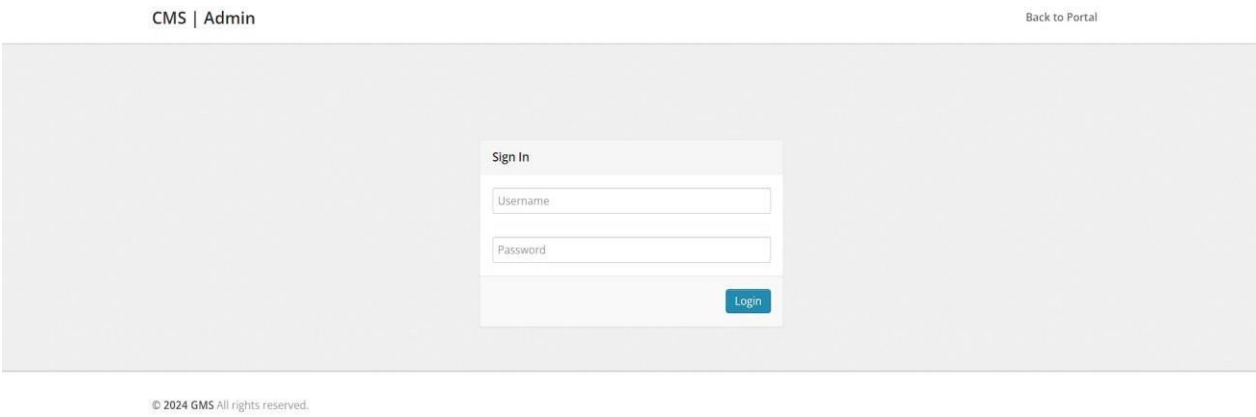 CMS | Admin
Back to Portal
Sign In
Username
Password
Login
© 2024 GMS All rights reserved.